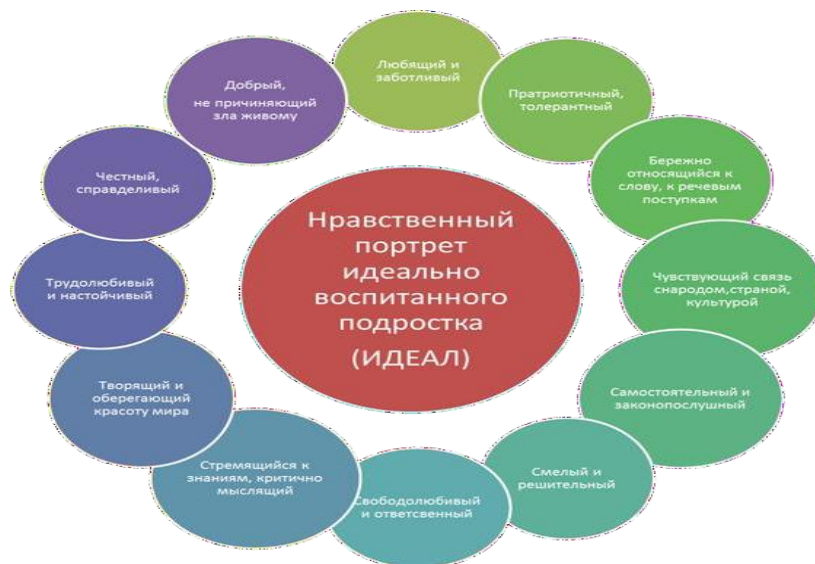 Любящий и
заботливый
Пратриотичный,
толерантный
Бережно
относящийся к
слову, к речевым
поступкам
Чувствующий связь
снародом,страной,
культурой
Самостоятельный и
законопослушный
Смелый и
решительный
Свободолюбивый
и ответсвенный
Стремящийся к
знаниям, критично
мыслящий
Творящий и
оберегающий
красоту мира
Трудолюбивый
и настойчивый
Честный,
справделивый
Добрый,
не причиняющий
зла живому
Нравственный
портрет
идеально
воспитанного
подростка
(ИДЕАЛ)